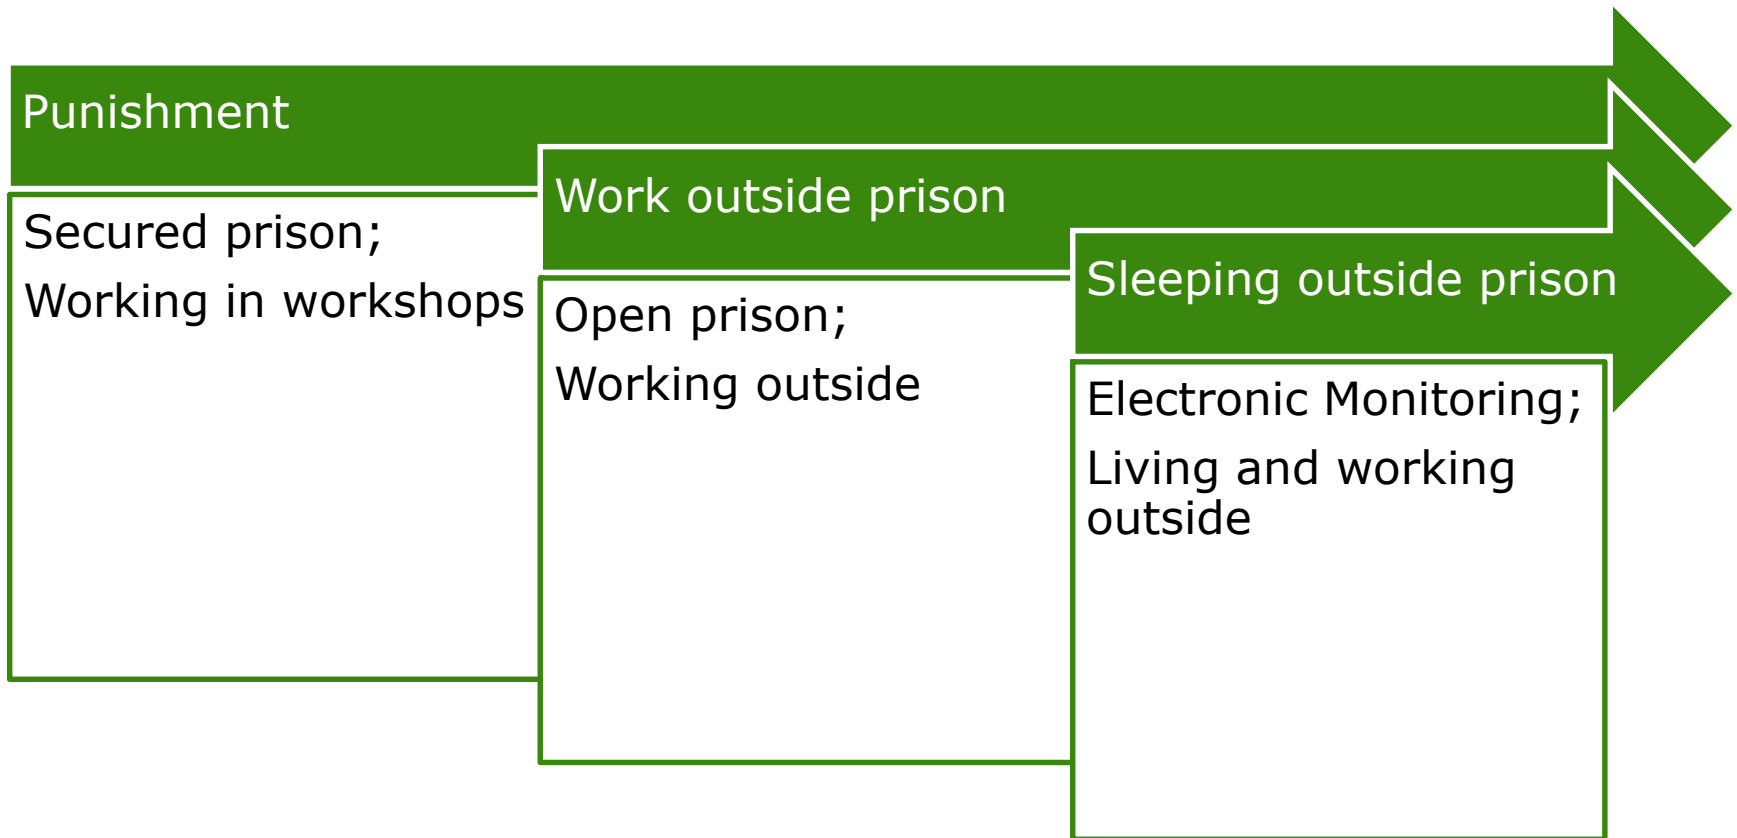 Punishment
Secured prison;
Working in workshops
Work outside prison
Open prison;
Working outside
Sleeping outside prison
Electronic Monitoring;
Living and working
outside